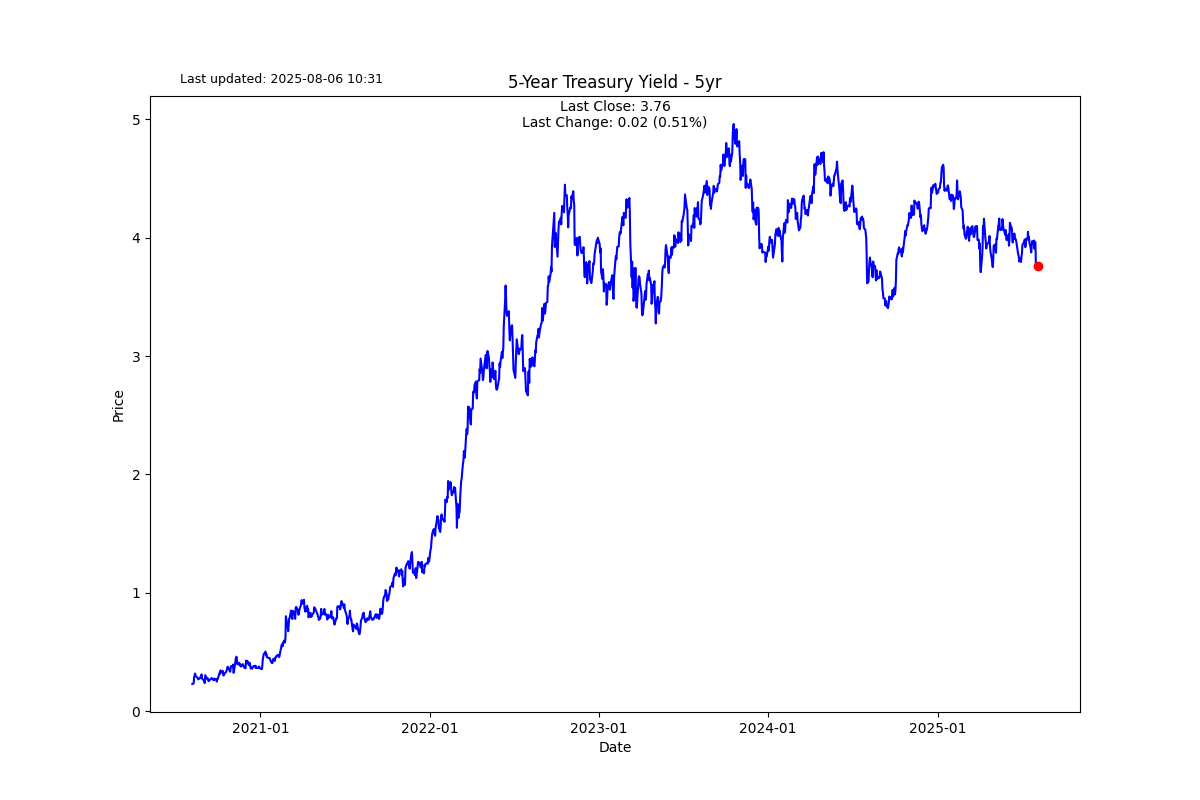 Last updated: 2025-08-06 10:31
5-Year Treasury Yield - 5yr
Last Close: 3.76
Last Change: 0.02 (0.51%)
5
4
3
2
1
0
Price
2021-01
2022-01
2023-01
2024-01
2025-01
Date